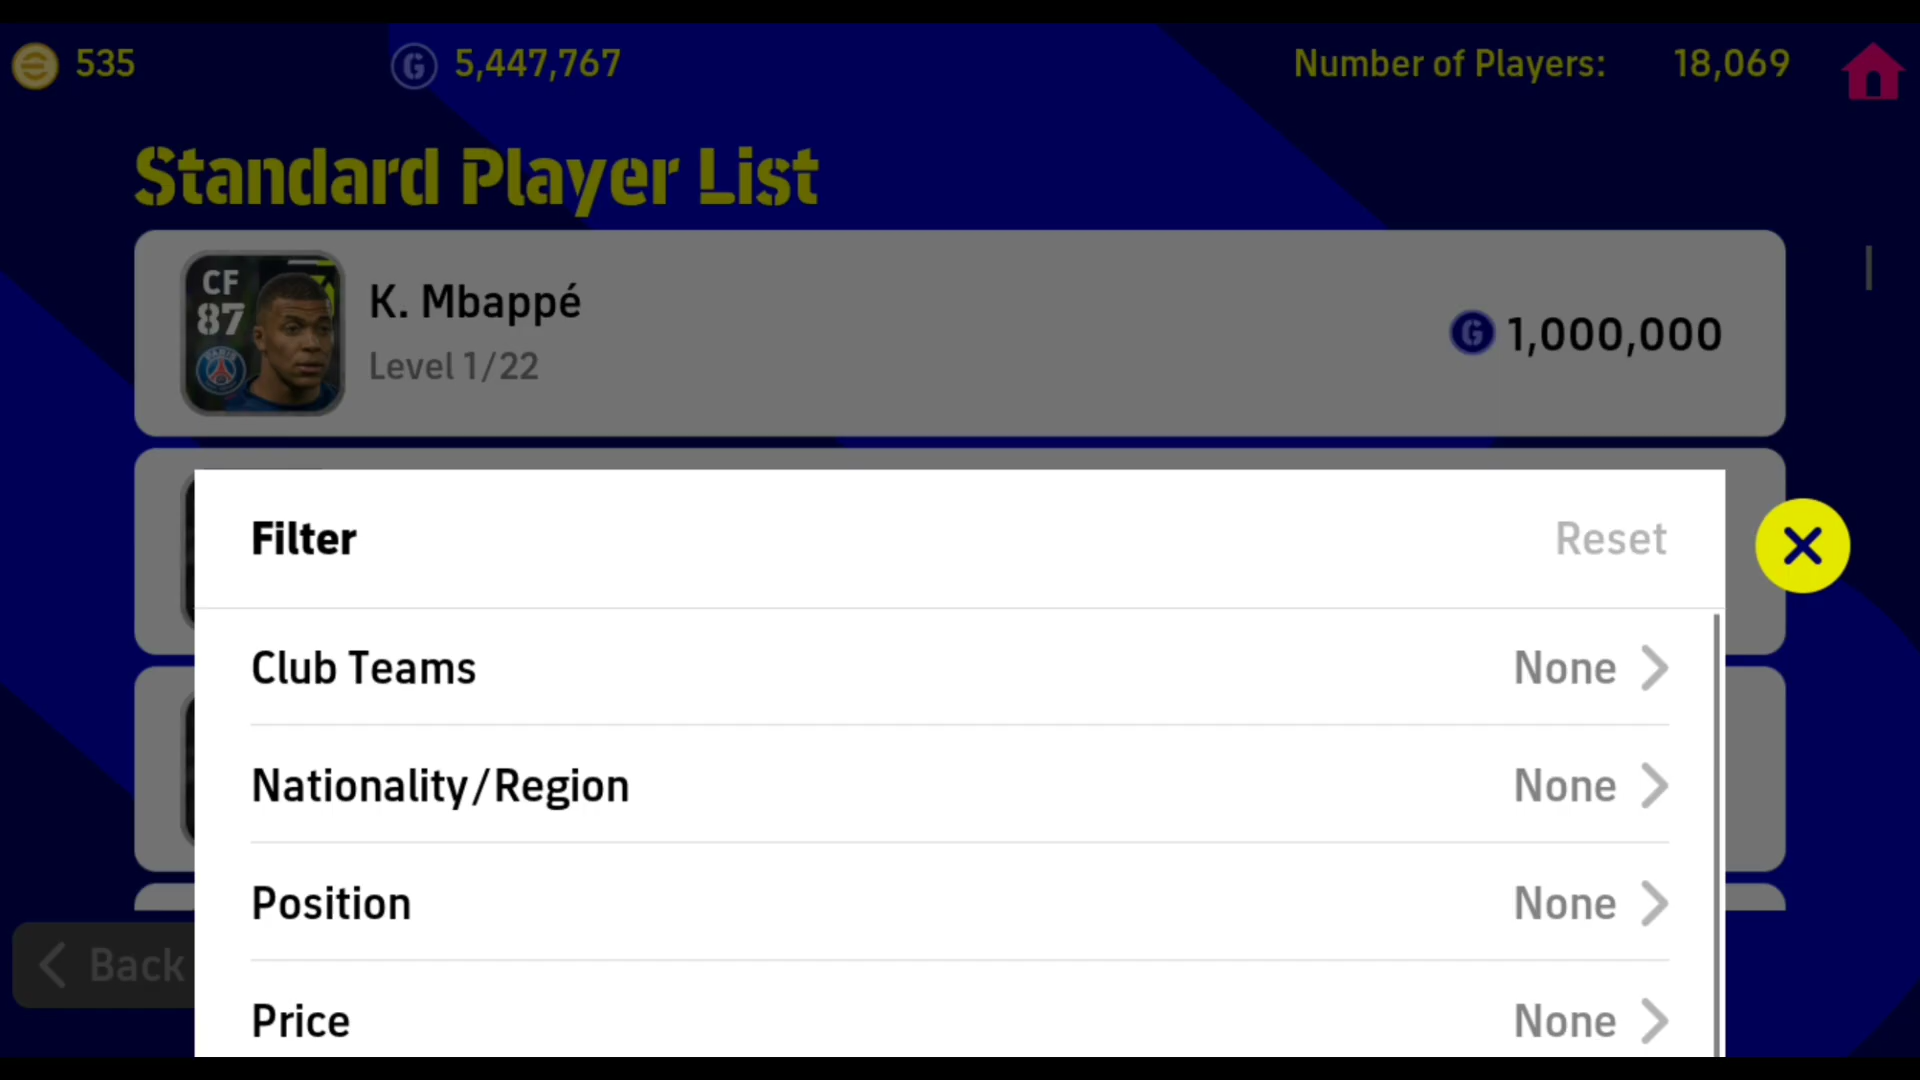 535 5,447,767 Number of Players: 18,069
Standard Player List
CF
87
K. Mbappé
Level 1/22
1,000,000
Filter Reset
Club Teams None
Nationality/Region None
Position None
Price None
Back